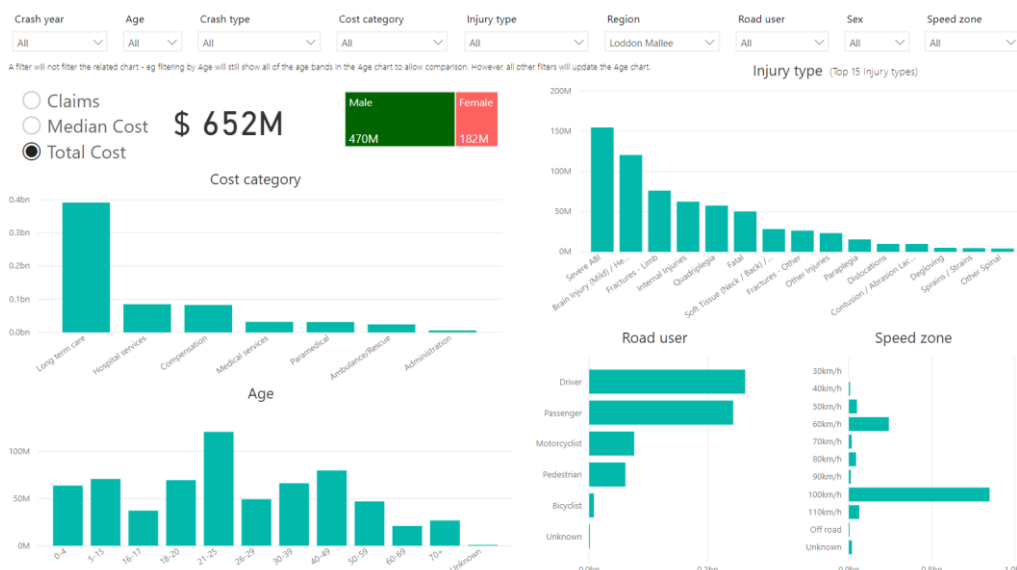 Crash year Age Crash type Cost category Injury type Region Road user Sex Speed zone
All All All All All Loddon Mallee All All All
A filter will not filter the related chart - eg filtering by Age will still show all of the age bands in the Age chart to allow comparison. However, all other filters will update the Age chart.
Claims
Median Cost
Total Cost
$ 652M
Male Female
470M 182M
Injury type (Top 15 Injury types)
200M
150M
100M
50M
0M
Severe ABI
Brain Injury (Mild) / He...
Fractures - Limb
Internal Injuries
Quadriplegia
Fatal
Soft Tissue (Neck / Back) /...
Fractures - Other
Other Injuries
Paraplegia
Dislocations
Contusion / Abrasion Lac...
Degloving
Sprains / Strains
Other Spinal
Cost category
0.4bn
0.3bn
0.2bn
0.1bn
0.0bn
Long term care
Hospital services
Compensation
Medical services
Paramedical
Ambulance/Rescue
Administration
Age
100M
50M
0M
0-4
5-15
16-17
18-20
21-25
26-29
30-39
40-49
50-59
60-69
70+
Unknown
Road user
Driver
Passenger
Motorcyclist
Pedestrian
Bicyclist
Unknown
0.0bn 0.2bn
Speed zone
30km/h
40km/h
50km/h
60km/h
70km/h
80km/h
90km/h
100km/h
110km/h
Off road
Unknown
0.0bn 0.5bn